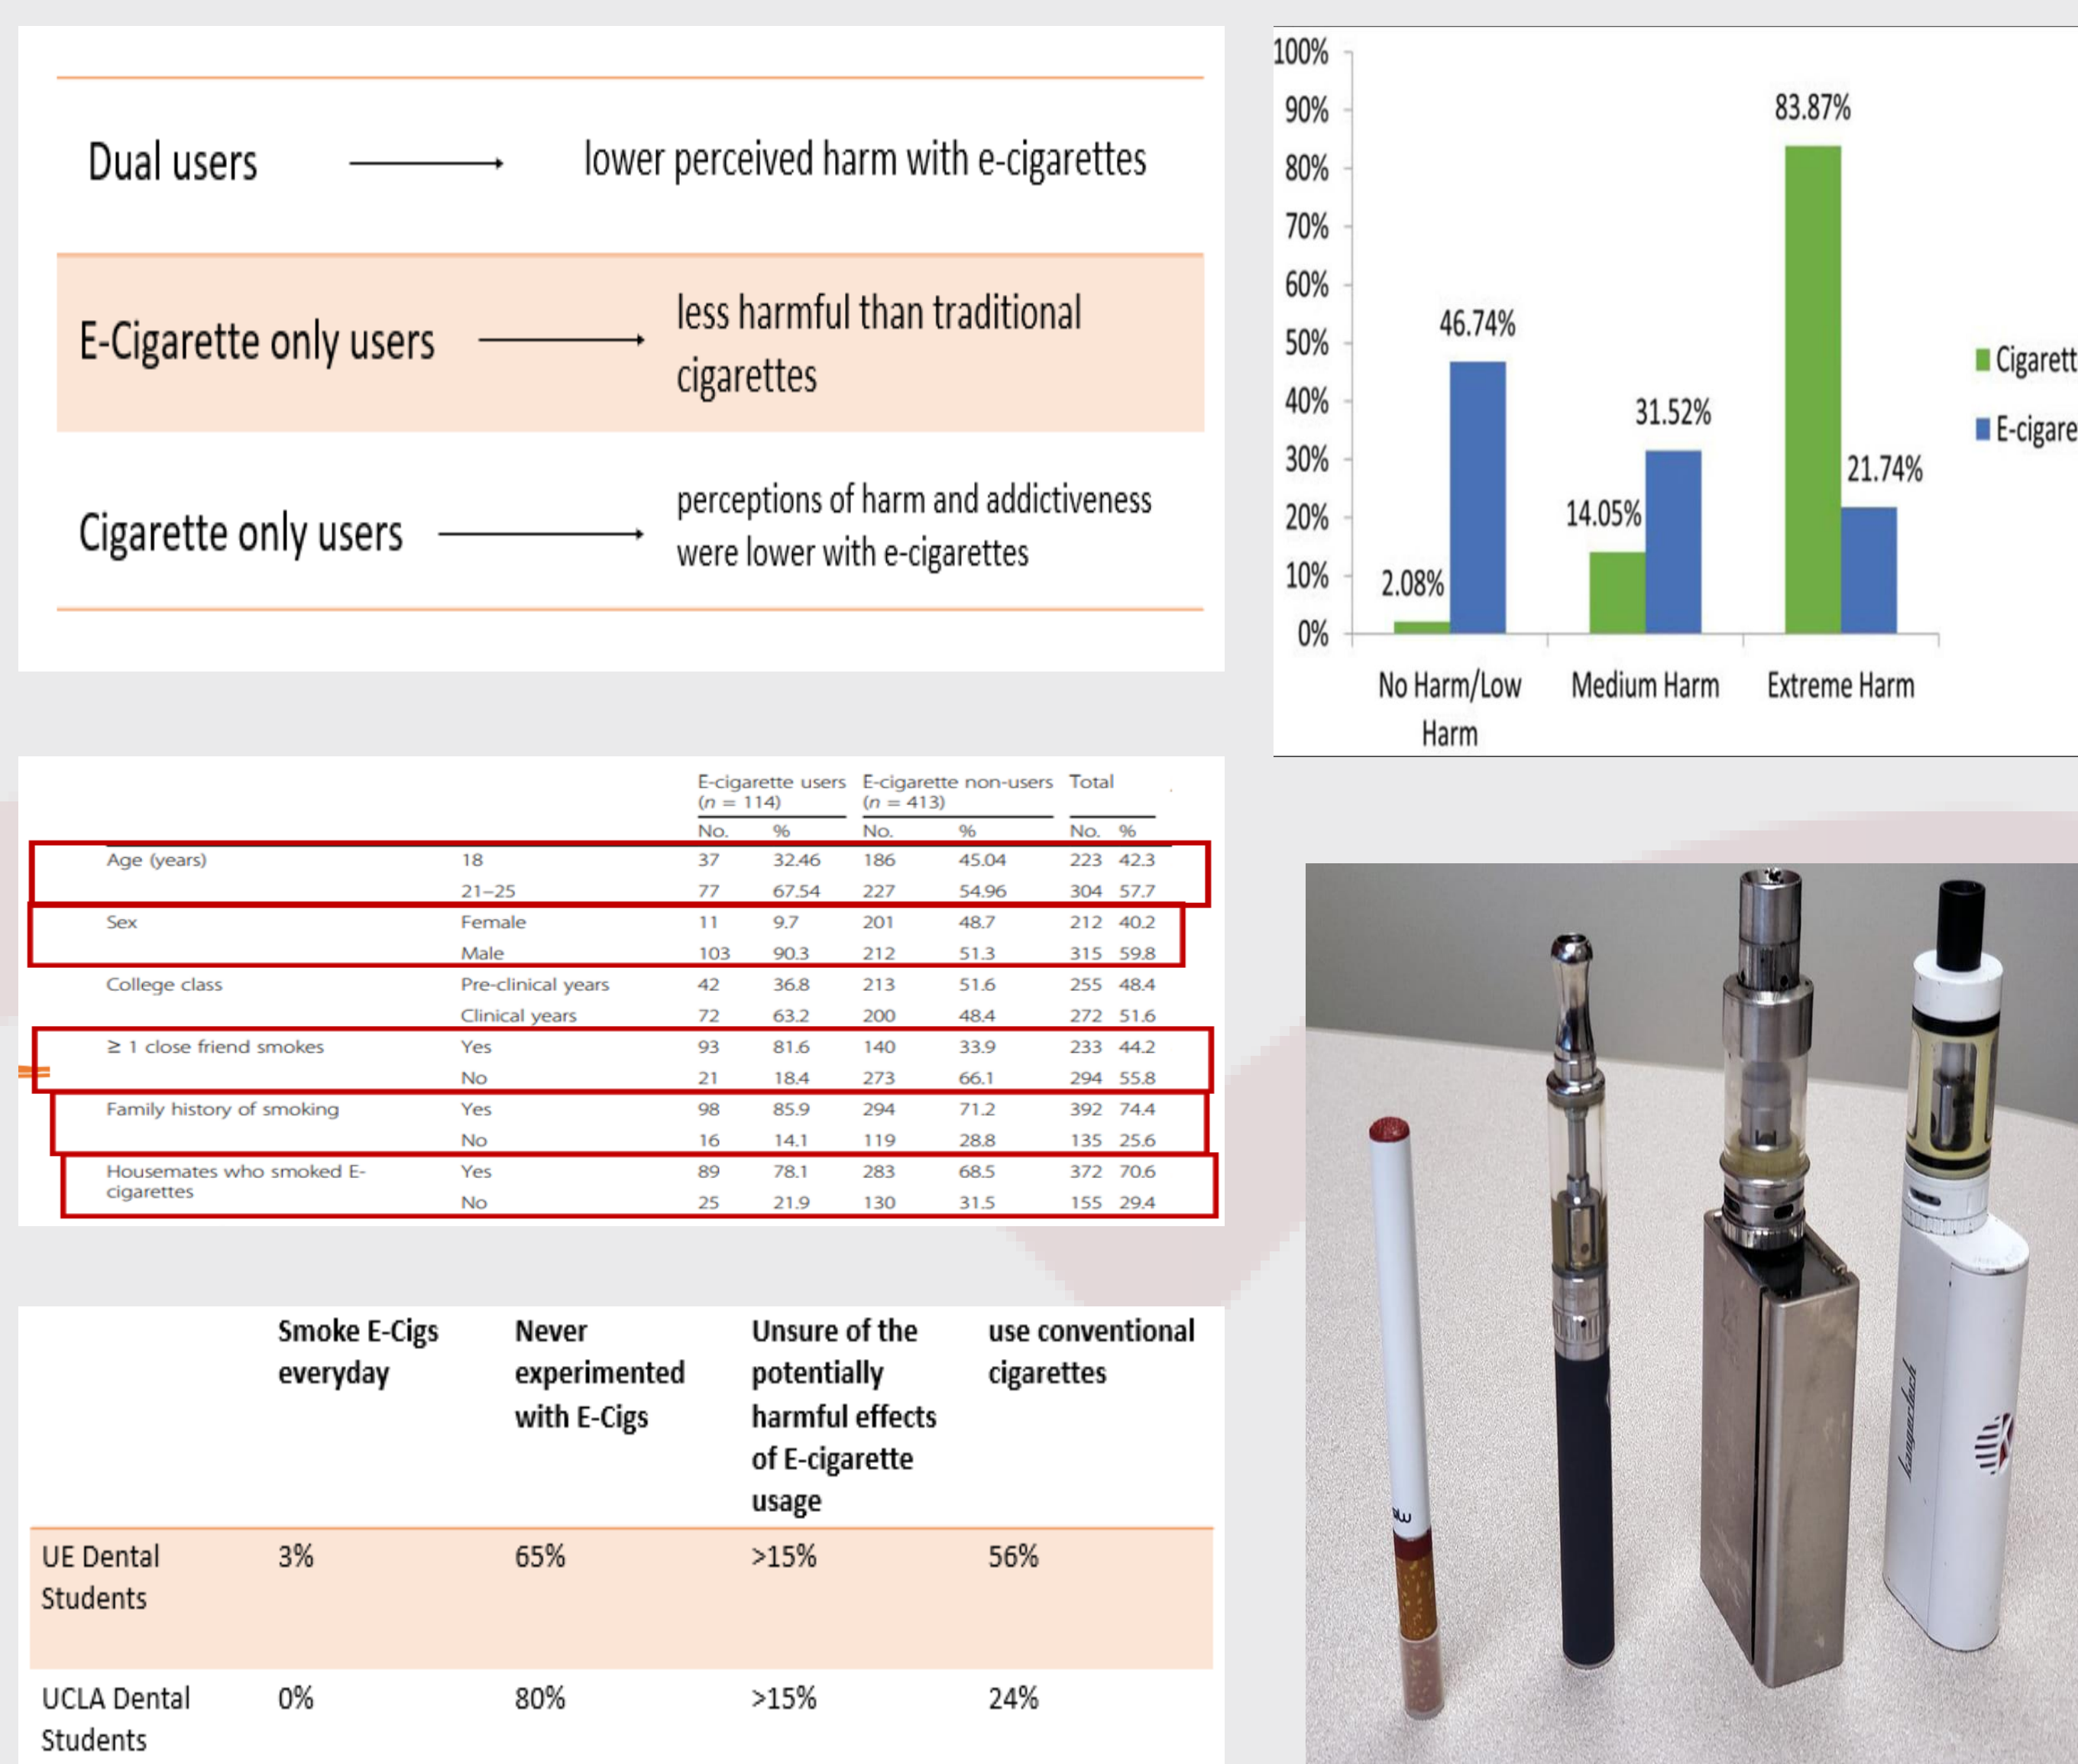 Dual users
lower perceived harm with e-cigarettes
E-Cigarette only users
less harmful than traditional
cigarettes
Cigarette only users
perceptions of harm and addictiveness
were lower with e-cigarettes
100%
90%
80%
70%
60%
50%
40%
30%
20%
10%
0%
2.08%
46.74%
14.05%
31.52%
83.87%
21.74%
No Harm/Low
Harm
Medium Harm
Extreme Harm
Cigarett
E-cigare
E-cigarette users E-cigarette non-users Total
(n = 114) (n = 413)
No. % No. % No. %
Age (years) 18 37 32.46 186 45.04 223 42.3
21–25 77 67.54 227 54.96 304 57.7
Sex Female 11 9.7 201 48.7 212 40.2
Male 103 90.3 212 51.3 315 59.8
College class Pre-clinical years 42 36.8 213 51.6 255 48.4
Clinical years 72 63.2 200 48.4 272 51.6
≥ 1 close friend smokes Yes 93 81.6 140 33.9 233 44.2
No 21 18.4 273 66.1 294 55.8
Family history of smoking Yes 98 85.9 294 71.2 392 74.4
No 16 14.1 119 28.8 135 25.6
Housemates who smoked E- Yes 89 78.1 283 68.5 372 70.6
cigarettes
No 25 21.9 130 31.5 155 29.4
Smoke E-Cigs Never Unsure of the use conventional
everyday experimented potentially cigarettes
with E-Cigs harmful effects
of E-cigarette
usage
UE Dental 3% 65% >15% 56%
Students
UCLA Dental 0% 80% >15% 24%
Students
kangertech